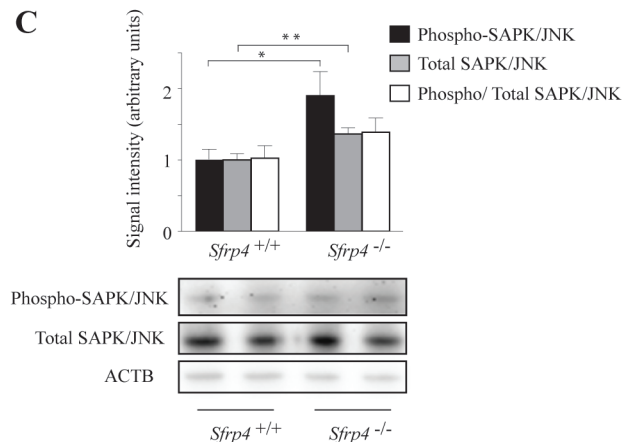 C
Signal intensity (arbitrary units)
2
1
0
*
**
Phospho-SAPK/JNK
Total SAPK/JNK
Phospho/ Total SAPK/JNK
Sfrp4 +/+
Sfrp4 -/-
Phospho-SAPK/JNK
Total SAPK/JNK
ACTB
Sfrp4 +/+
Sfrp4 -/-